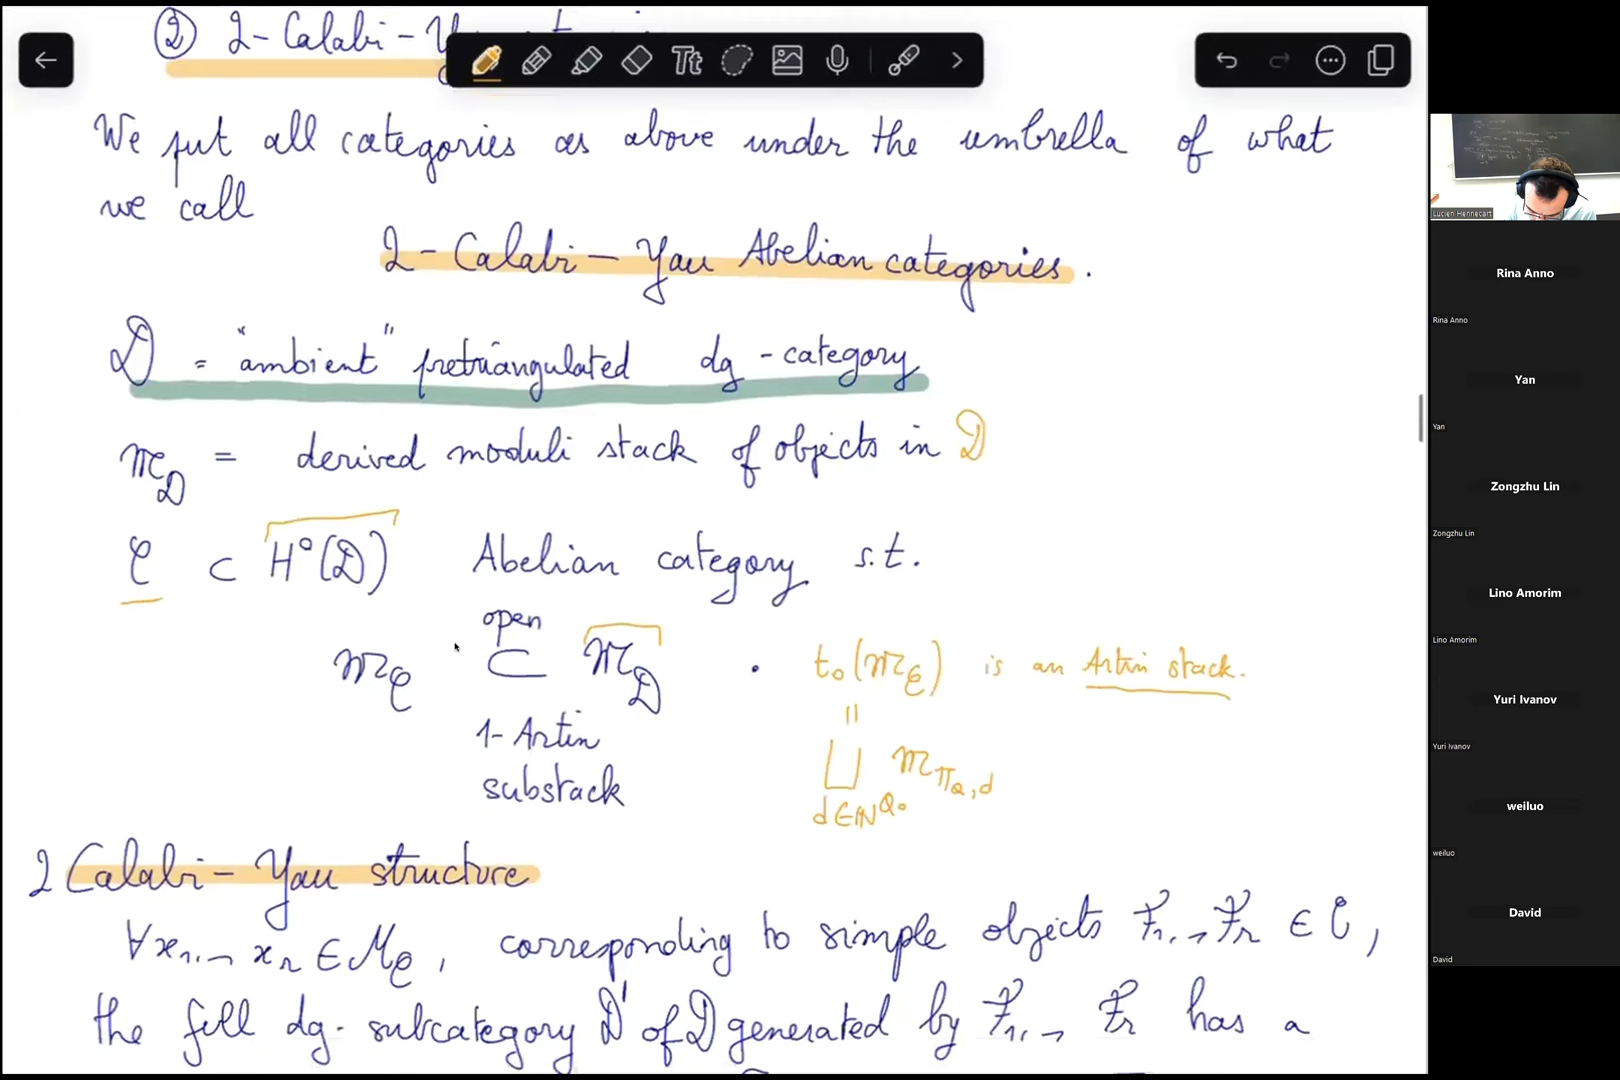 ② 2-Calabi-Y
We put all categories as above under the umbrella of what
we call
2-Calabi-Yau Abelian categories.
𝒟 = "ambient" pretriangulated dg-category
𝔐_𝒟 = derived moduli stack of objects in 𝒟
𝒞 ⊂ H⁰(𝒟) Abelian category s.t.
open
𝔐_𝒞 ⊂ 𝔐_𝒟 • t₀(𝔐_𝒞) is an Artin stack.
1-Artin
substack
||
⊔ 𝔐_{Π_Q,d}
d∈ℕ^{Q₀}
2 Calabi-Yau structure
∀x₁,..., x_r ∈ ℳ_𝒞, corresponding to simple objects ℱ₁,..., ℱ_r ∈ 𝒞,
the full dg-subcategory 𝒟' of 𝒟 generated by ℱ₁,..., ℱ_r has a
Tt
Lucien Hennecart
Rina Anno
Rina Anno
Yan
Yan
Zongzhu Lin
Zongzhu Lin
Lino Amorim
Lino Amorim
Yuri Ivanov
Yuri Ivanov
weiluo
weiluo
David
David